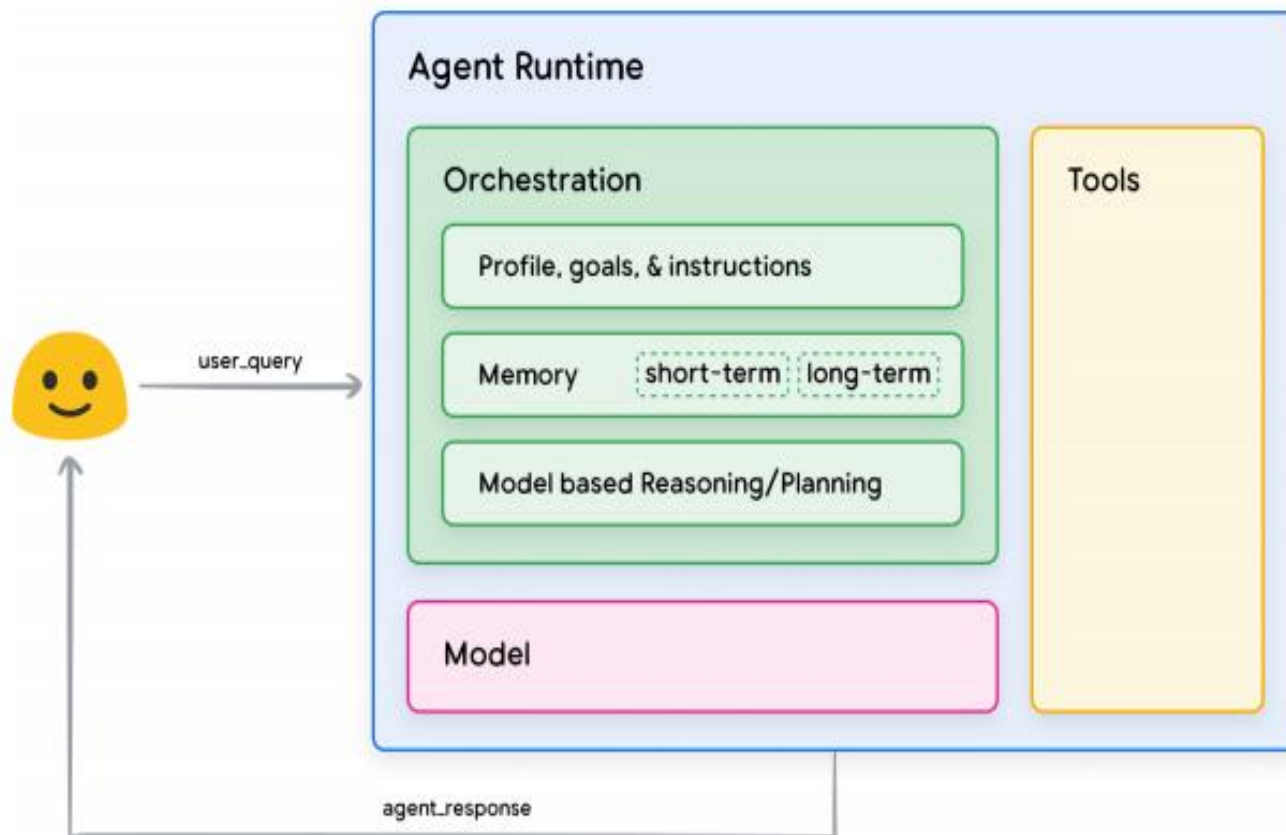 Agent Runtime
Orchestration
Tools
Profile, goals, & instructions
user_query
Memory short-term long-term
Model based Reasoning/Planning
Model
agent_response